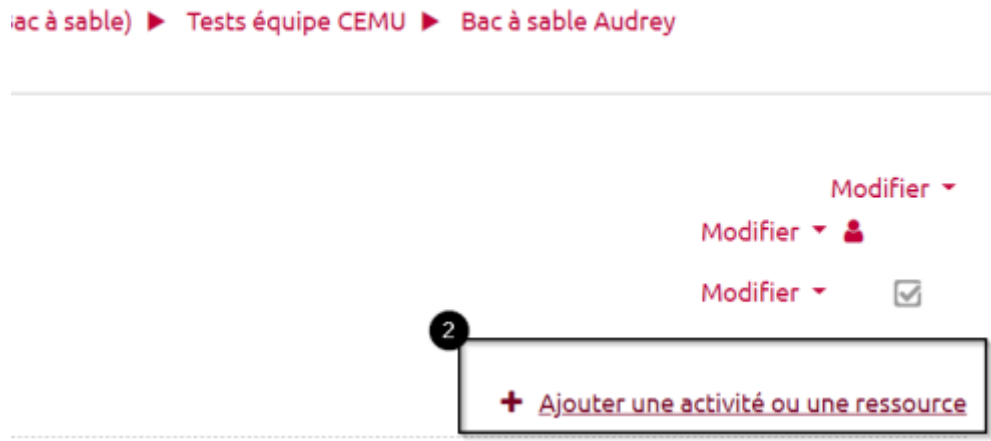 ac à sable) ► Tests équipe CEMU ► Bac à sable Audrey
Modifier
Modifier
Modifier
2
+ Ajouter une activité ou une ressource